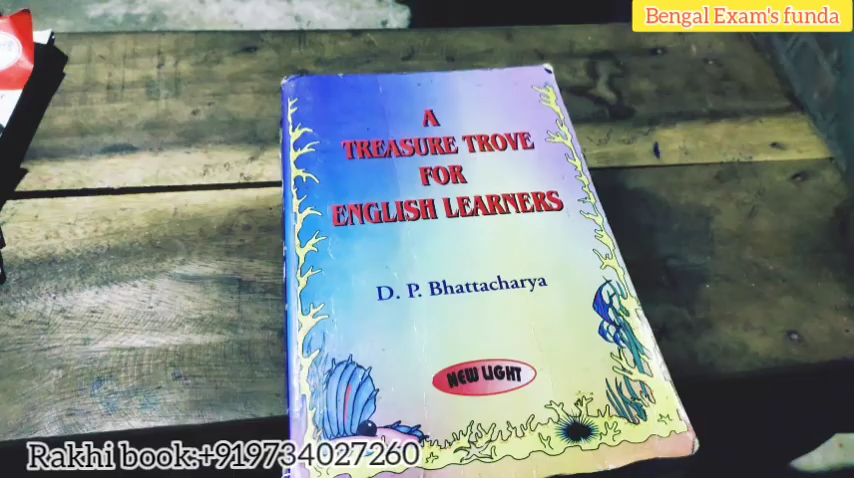 Bengal Exam's funda
A
TREASURE TROVE
FOR
ENGLISH LEARNERS
D. P. Bhattacharya
NEW LIGHT
Rakhi book:+919734027260